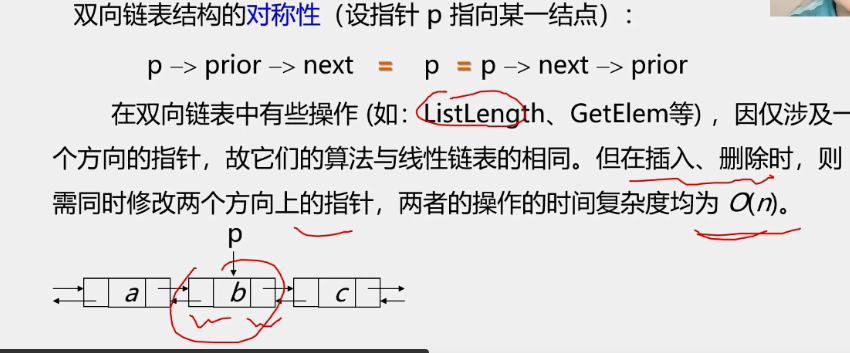 双向链表结构的对称性（设指针 p 指向某一结点）：
p –> prior –> next = p = p –> next –> prior
在双向链表中有些操作 (如：ListLength、GetElem等) ，因仅涉及一
个方向的指针，故它们的算法与线性链表的相同。但在插入、删除时，则
需同时修改两个方向上的指针，两者的操作的时间复杂度均为 O(n)。
p
a b c